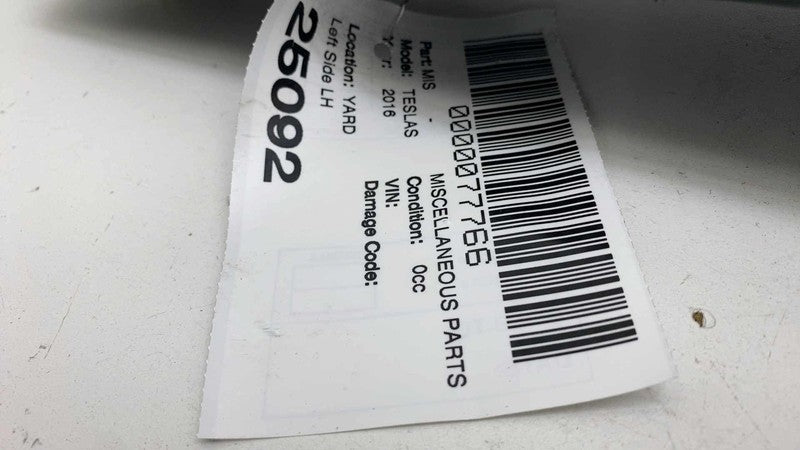 0000077766
Part: MIS - MISCELLANEOUS PARTS
Model: TESLAS Condition: 0cc
Year: 2016 VIN:
Damage Code:
Location: YARD
Left Side LH
25092